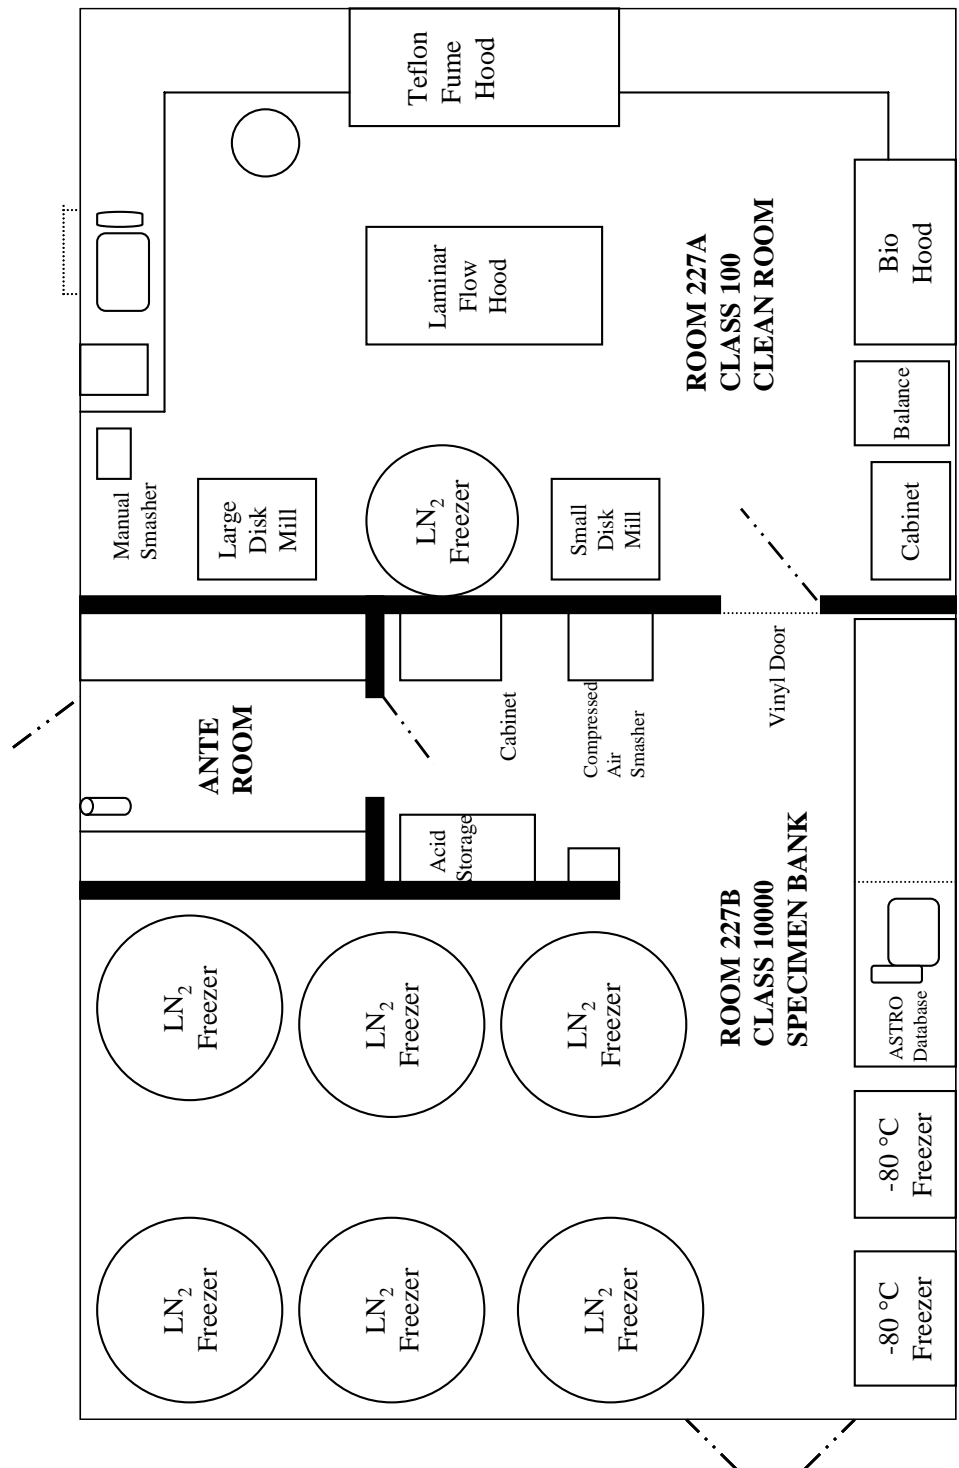 Teflon
Fume
Hood
Laminar
Flow
Hood
ROOM 227A
CLASS 100
CLEAN ROOM
Bio
Hood
Balance
Cabinet
Manual
Smasher
Large
Disk
Mill
LN2
Freezer
Small
Disk
Mill
ANTE
ROOM
Cabinet
Compressed
Air
Smasher
Vinyl Door
Acid
Storage
ROOM 227B
CLASS 10000
SPECIMEN BANK
LN2
Freezer
LN2
Freezer
LN2
Freezer
ASTRO
Database
-80 °C
Freezer
LN2
Freezer
LN2
Freezer
LN2
Freezer
-80 °C
Freezer